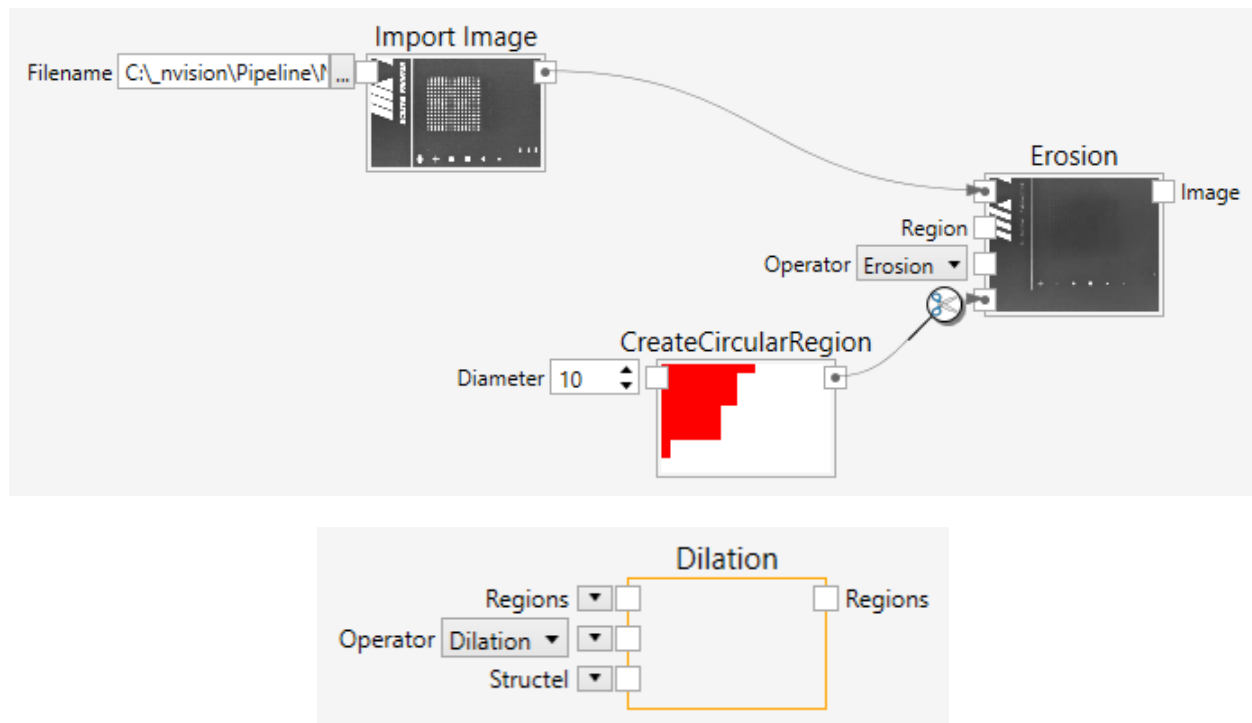 Import Image
Filename C:\_nvision\Pipeline\ ...
Erosion
Image
Region
Operator Erosion
CreateCircularRegion
Diameter 10
Dilation
Regions Regions
Operator Dilation
Structel